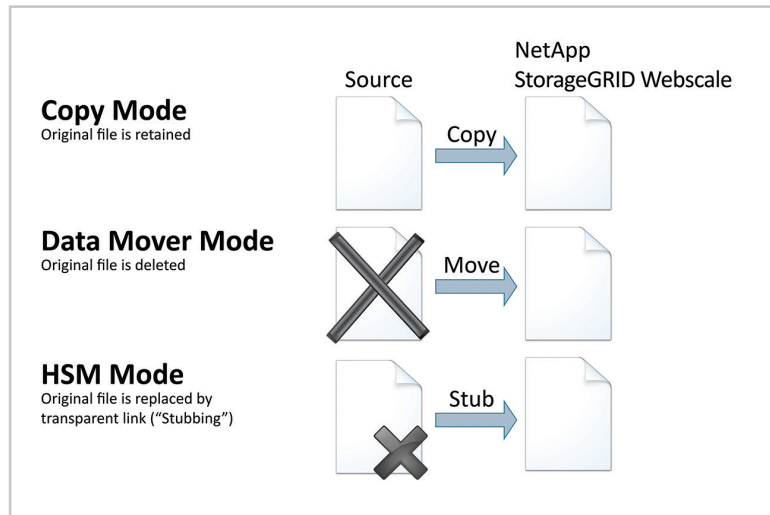 NetApp
Source StorageGRID Webscale
Copy Mode
Original file is retained
Copy
Data Mover Mode
Original file is deleted
Move
HSM Mode
Original file is replaced by
transparent link (“Stubbing”)
Stub